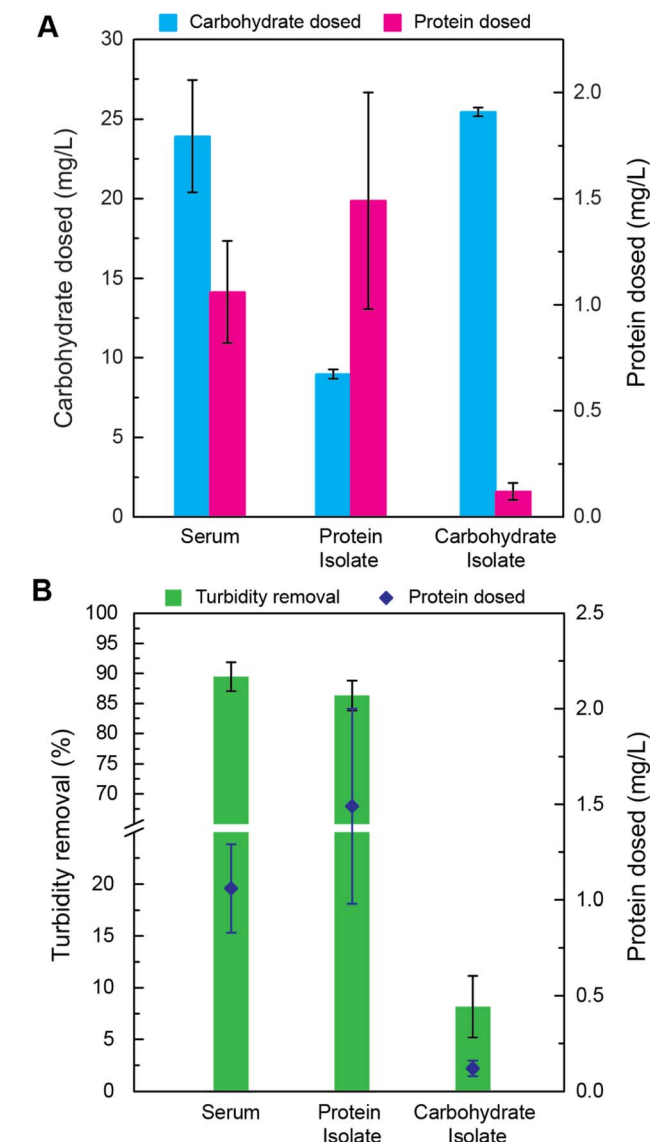 A
Carbohydrate dosed Protein dosed
30
25
20
15
10
5
0
Carbohydrate dosed (mg/L)
2.0
1.5
1.0
0.5
0.0
Protein dosed (mg/L)
Serum Protein Carbohydrate
Isolate Isolate
B
Turbidity removal Protein dosed
100
95
90
85
80
75
70
20
15
10
5
0
Turbidity removal (%)
2.5
2.0
1.5
1.0
0.5
0.0
Protein dosed (mg/L)
Serum Protein Carbohydrate
Isolate Isolate